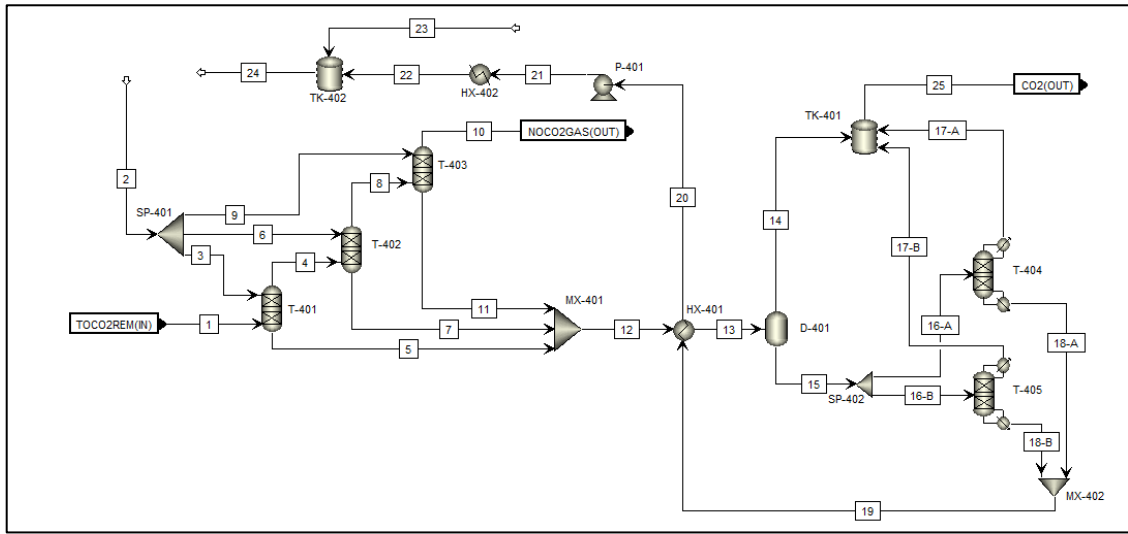 23
P-401
24
22
21
TK-402
HX-402
25
CO2(OUT)
TK-401
17-A
10
NOCO2GAS(OUT)
T-403
2
8
20
14
9
SP-401
6
17-B
T-402
T-404
3
4
T-401
11
MX-401
16-A
TOCO2REM(IN)
1
7
12
HX-401
13
D-401
5
18-A
15
SP-402
16-B
T-405
18-B
MX-402
19